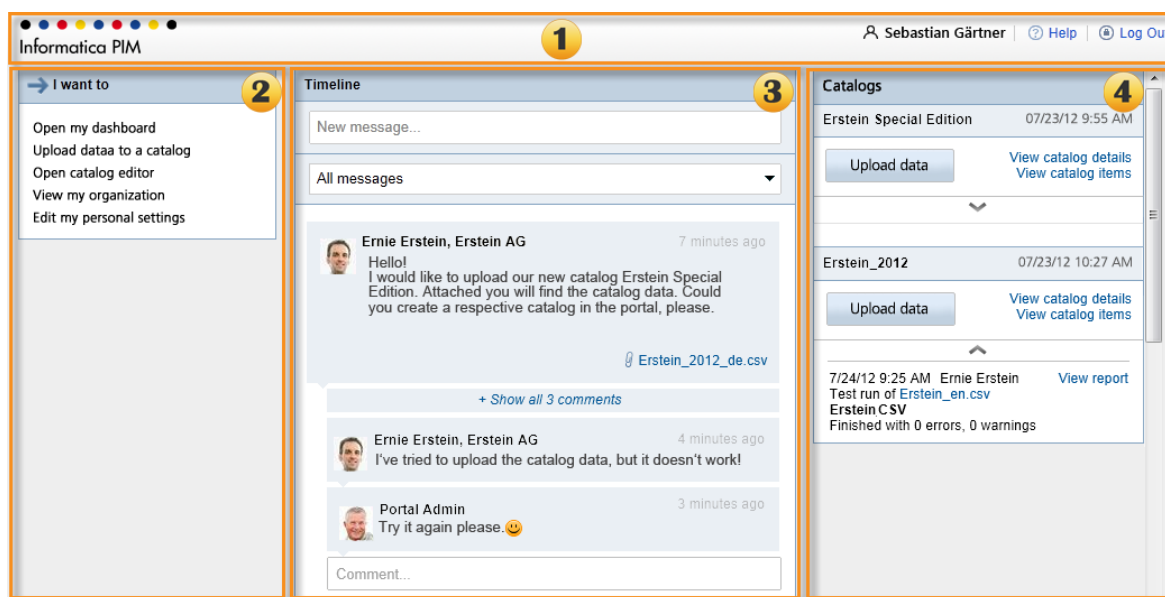 Informatica PIM
1
Sebastian Gärtner
Help
Log Ou
I want to
2
Open my dashboard
Upload dataa to a catalog
Open catalog editor
View my organization
Edit my personal settings
Timeline
3
New message...
All messages
Ernie Erstein, Erstein AG
7 minutes ago
Hello!
I would like to upload our new catalog Erstein Special
Edition. Attached you will find the catalog data. Could
you create a respective catalog in the portal, please.
Erstein_2012_de.csv
+ Show all 3 comments
Ernie Erstein, Erstein AG
4 minutes ago
I've tried to upload the catalog data, but it doesn't work!
Portal Admin
3 minutes ago
Try it again please.
Comment...
Catalogs
4
Erstein Special Edition
07/23/12 9:55 AM
Upload data
View catalog details
View catalog items
Erstein_2012
07/23/12 10:27 AM
Upload data
View catalog details
View catalog items
7/24/12 9:25 AM Ernie Erstein
View report
Test run of Erstein_en.csv
Erstein CSV
Finished with 0 errors, 0 warnings